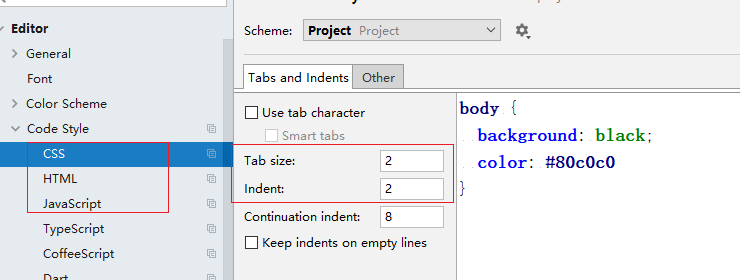 Editor
General
Font
Color Scheme
Code Style
CSS
HTML
JavaScript
TypeScript
CoffeeScript
Scheme: Project Project
Tabs and Indents Other
Use tab character
Smart tabs
Tab size: 2
Indent: 2
Continuation indent: 8
Keep indents on empty lines
body {
background: black;
color: #80c0c0
}